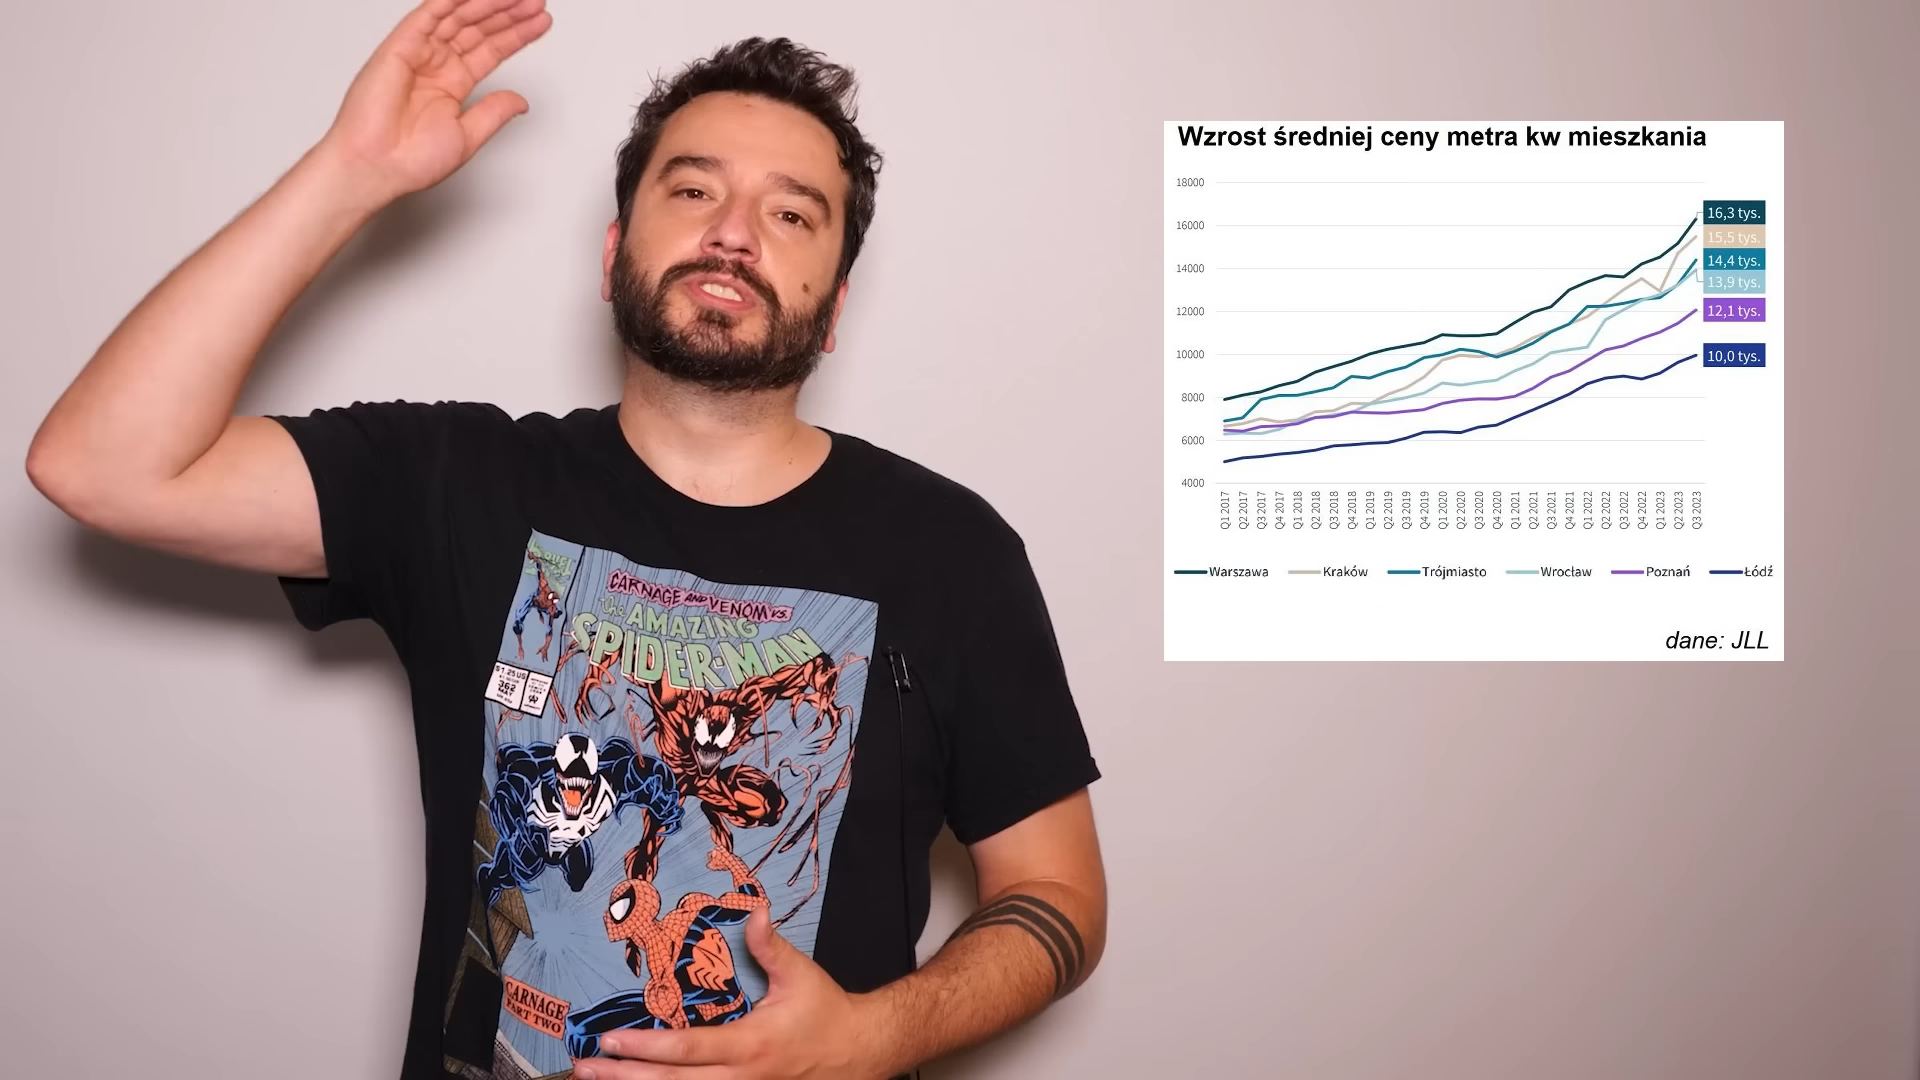 CARNAGE AND VENOM VS.
the AMAZING
SPIDER-MAN
$1.25 US
362
MAY
CARNAGE
PART TWO
Wzrost średniej ceny metra kw mieszkania
18000
16000
14000
12000
10000
8000
6000
4000
16,3 tys.
15,5 tys.
14,4 tys.
13,9 tys.
12,1 tys.
10,0 tys.
Q1 2017
Q2 2017
Q3 2017
Q4 2017
Q1 2018
Q2 2018
Q3 2018
Q4 2018
Q1 2019
Q2 2019
Q3 2019
Q4 2019
Q1 2020
Q2 2020
Q3 2020
Q4 2020
Q1 2021
Q2 2021
Q3 2021
Q4 2021
Q1 2022
Q2 2022
Q3 2022
Q4 2022
Q1 2023
Q2 2023
Q3 2023
Warszawa Kraków Trójmiasto Wrocław Poznań Łódź
dane: JLL